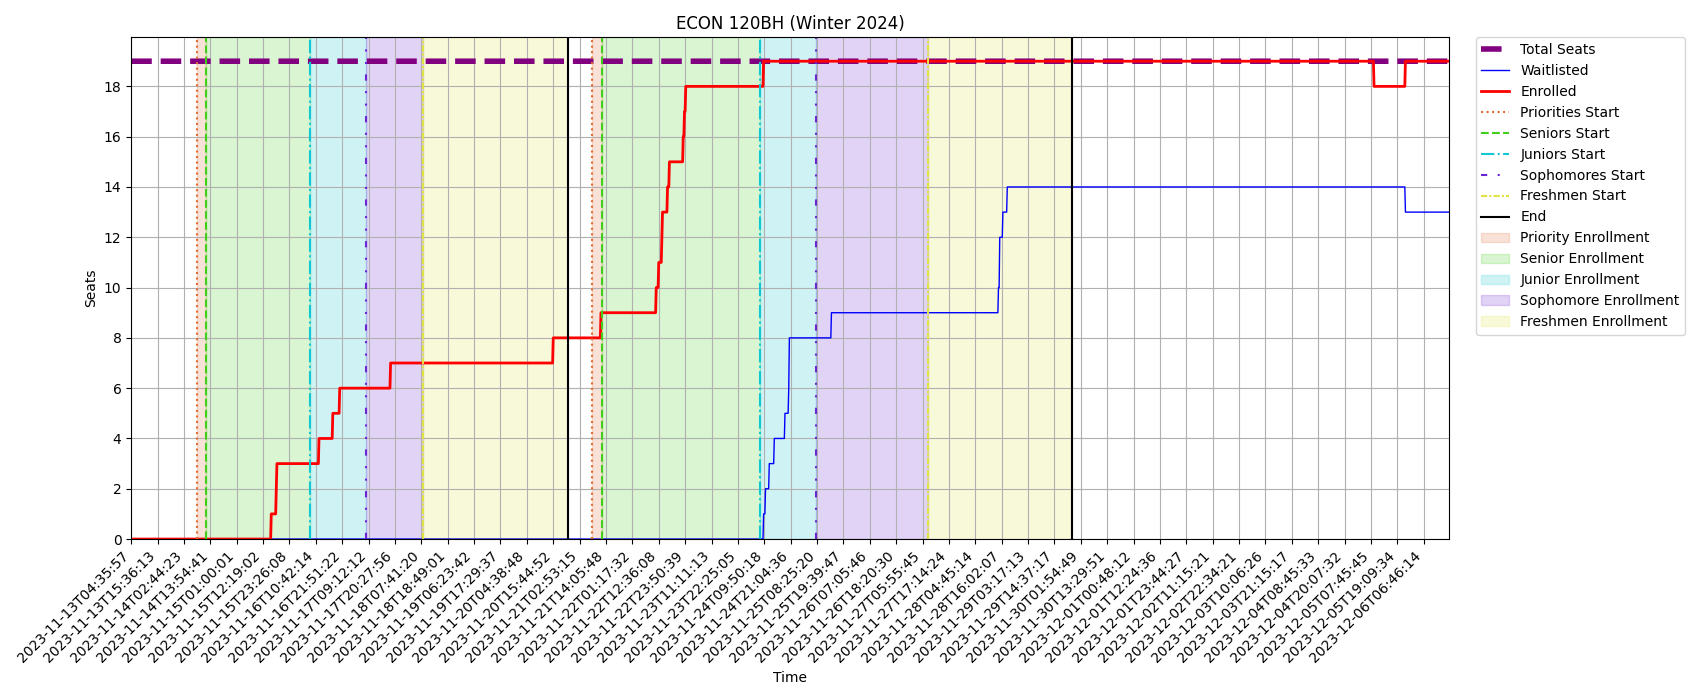 ECON 120BH (Winter 2024)
Total Seats
Waitlisted
Enrolled
Priorities Start
Seniors Start
Juniors Start
Sophomores Start
Freshmen Start
End
Priority Enrollment
Senior Enrollment
Junior Enrollment
Sophomore Enrollment
Freshmen Enrollment
Seats
18
16
14
12
10
8
6
4
2
0
2023-11-13T04:35:57
2023-11-13T15:36:13
2023-11-14T02:44:23
2023-11-14T13:54:41
2023-11-15T01:00:01
2023-11-15T12:19:02
2023-11-15T23:26:08
2023-11-16T10:42:14
2023-11-16T21:51:22
2023-11-17T09:12:12
2023-11-17T20:27:56
2023-11-18T07:41:20
2023-11-18T18:49:01
2023-11-19T06:23:42
2023-11-19T17:29:37
2023-11-20T04:38:48
2023-11-20T15:44:52
2023-11-21T02:53:15
2023-11-21T14:05:48
2023-11-22T01:17:32
2023-11-22T12:36:08
2023-11-22T23:50:39
2023-11-23T11:11:13
2023-11-23T22:25:05
2023-11-24T09:50:19
2023-11-24T21:04:36
2023-11-25T08:25:20
2023-11-25T19:39:47
2023-11-26T07:05:46
2023-11-26T18:20:30
2023-11-27T05:55:45
2023-11-27T17:14:24
2023-11-28T04:45:14
2023-11-28T16:02:07
2023-11-29T03:17:13
2023-11-29T14:37:17
2023-11-30T01:54:49
2023-11-30T13:29:51
2023-12-01T00:48:12
2023-12-01T12:24:36
2023-12-01T23:44:27
2023-12-02T11:15:21
2023-12-02T22:34:21
2023-12-03T10:06:26
2023-12-03T21:15:17
2023-12-04T08:45:33
2023-12-04T20:07:32
2023-12-05T07:45:45
2023-12-05T19:09:34
2023-12-06T06:46:14
Time